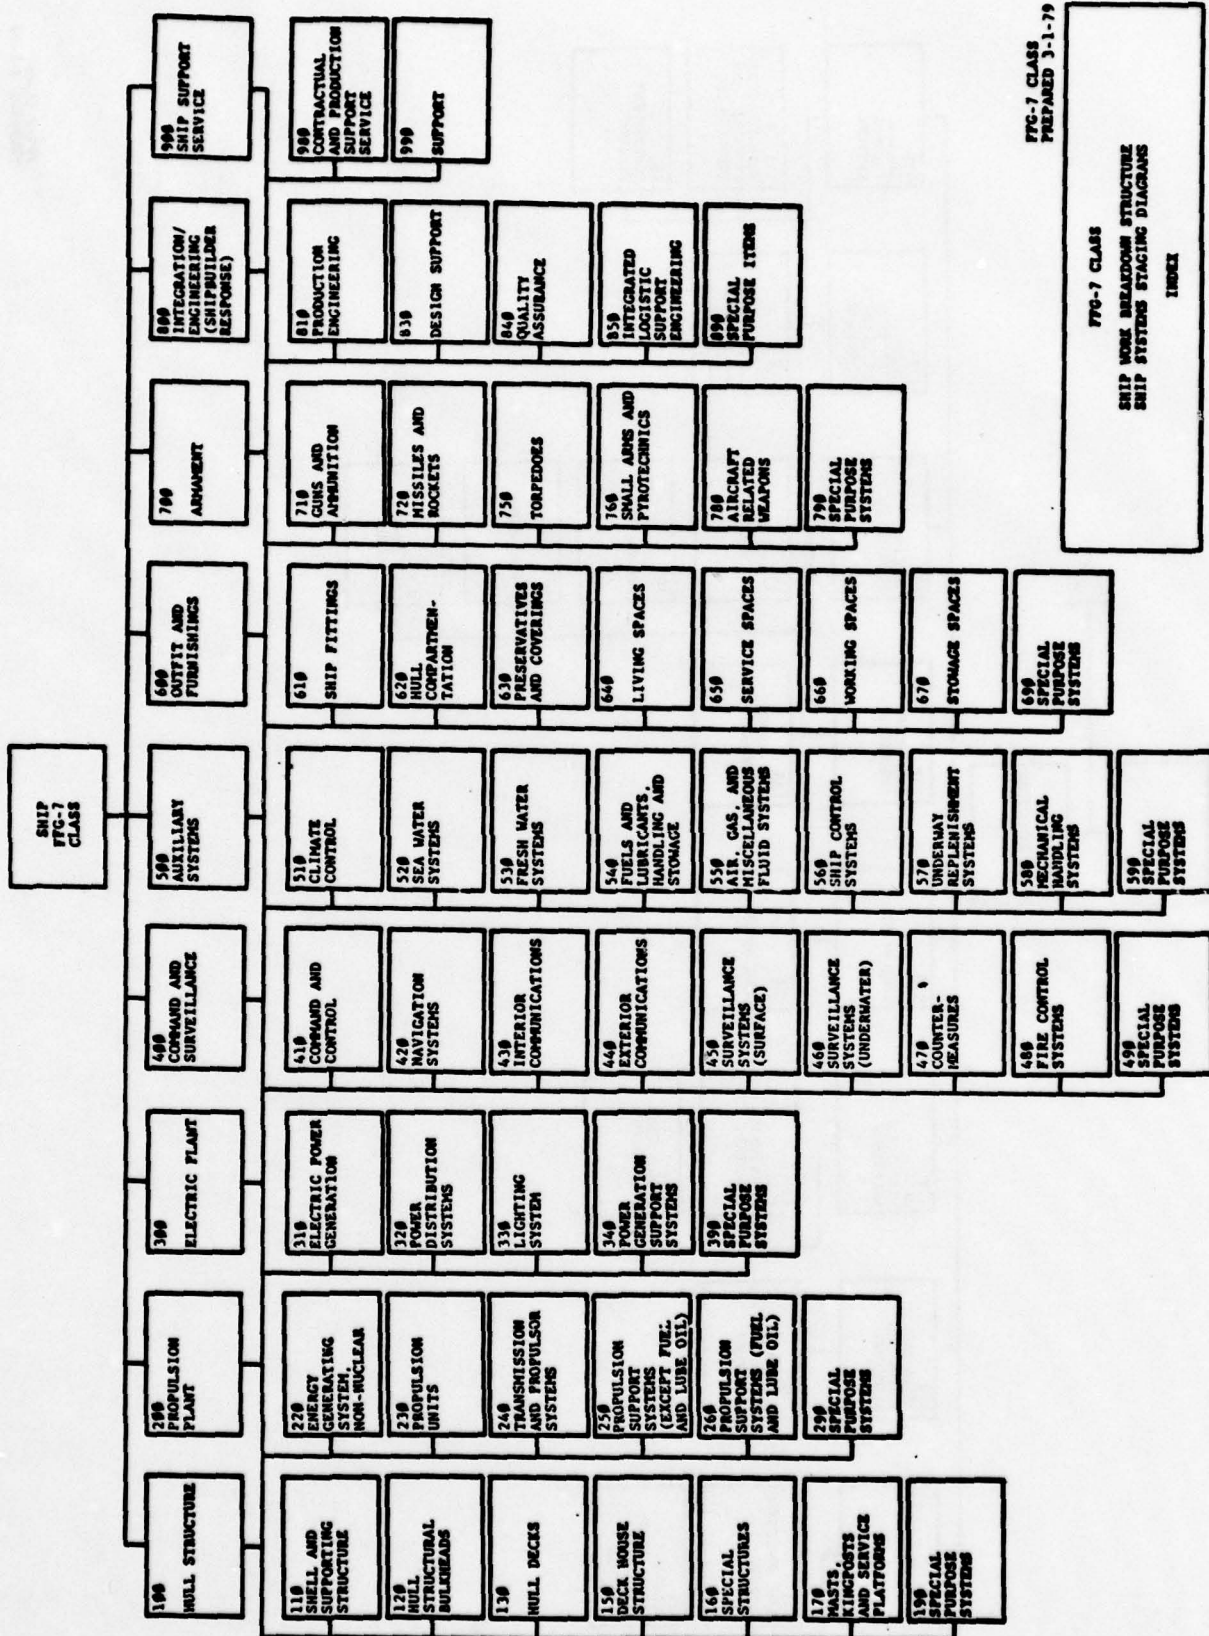 SHIP
FFG-7
CLASS
100
HULL STRUCTURE
200
PROPULSION
PLANT
300
ELECTRIC PLANT
400
COMMAND AND
SURVEILLANCE
500
AUXILIARY
SYSTEMS
600
OUTFIT AND
FURNISHINGS
700
ARMAMENT
800
INTEGRATION/
ENGINEERING
(SHIPBUILDER
RESPONSE)
900
SHIP SUPPORT
SERVICE
110
SHELL AND
SUPPORTING
STRUCTURE
120
HULL
STRUCTURAL
BULKHEADS
130
HULL DECKS
150
DECK HOUSE
STRUCTURE
160
SPECIAL
STRUCTURES
170
MASTS,
KINGPOSTS
AND SERVICE
PLATFORMS
190
SPECIAL
PURPOSE
SYSTEMS
220
ENERGY
GENERATING
SYSTEM,
NON-NUCLEAR
230
PROPULSION
UNITS
240
TRANSMISSION
AND PROPULSOR
SYSTEMS
250
PROPULSION
SUPPORT
SYSTEMS
(EXCEPT FUEL
AND LUBE OIL)
260
PROPULSION
SUPPORT
SYSTEMS (FUEL
AND LUBE OIL)
290
SPECIAL
PURPOSE
SYSTEMS
310
ELECTRIC POWER
GENERATION
320
POWER
DISTRIBUTION
SYSTEMS
330
LIGHTING
SYSTEM
340
POWER
GENERATION
SUPPORT
SYSTEMS
390
SPECIAL
PURPOSE
SYSTEMS
410
COMMAND AND
CONTROL
420
NAVIGATION
SYSTEMS
430
INTERIOR
COMMUNICATIONS
440
EXTERIOR
COMMUNICATIONS
450
SURVEILLANCE
SYSTEMS
(SURFACE)
460
SURVEILLANCE
SYSTEMS
(UNDERWATER)
470
COUNTER-
MEASURES
480
FIRE CONTROL
SYSTEMS
490
SPECIAL
PURPOSE
SYSTEMS
510
CLIMATE
CONTROL
520
SEA WATER
SYSTEMS
530
FRESH WATER
SYSTEMS
540
FUELS AND
LUBRICANTS,
HANDLING AND
STOWAGE
550
AIR, GAS, AND
MISCELLANEOUS
FLUID SYSTEMS
560
SHIP CONTROL
SYSTEMS
570
UNDERWAY
REPLENISHMENT
SYSTEMS
580
MECHANICAL
HANDLING
SYSTEMS
590
SPECIAL
PURPOSE
SYSTEMS
610
SHIP FITTINGS
620
HULL
COMPARTMEN-
TATION
630
PRESERVATIVES
AND COVERINGS
640
LIVING SPACES
650
SERVICE SPACES
660
WORKING SPACES
670
STOWAGE SPACES
690
SPECIAL
PURPOSE
SYSTEMS
710
GUNS AND
AMMUNITION
720
MISSILES AND
ROCKETS
750
TORPEDOES
760
SMALL ARMS AND
PYROTECHNICS
780
AIRCRAFT
RELATED
WEAPONS
790
SPECIAL
PURPOSE
SYSTEMS
810
PRODUCTION
ENGINEERING
830
DESIGN SUPPORT
840
QUALITY
ASSURANCE
850
INTEGRATED
LOGISTIC
SUPPORT
ENGINEERING
890
SPECIAL
PURPOSE ITEMS
980
CONTRACTUAL
AND PRODUCTION
SUPPORT
SERVICE
990
SUPPORT
FFG-7 CLASS
PREPARED 3-1-79
FFG-7 CLASS
SHIP WORK BREAKDOWN STRUCTURE
SHIP SYSTEMS STAGING DIAGRAMS
INDEX